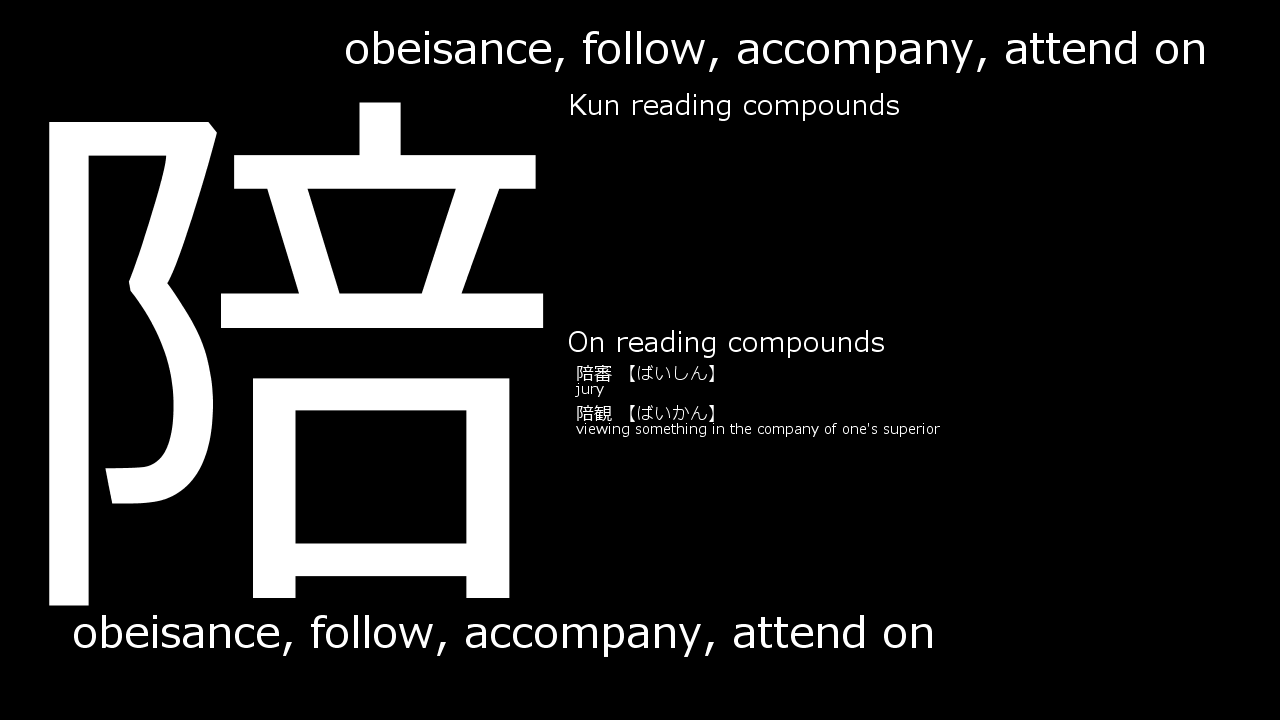 obeisance, follow, accompany, attend on
陪
Kun reading compounds
On reading compounds
陪審 【ばいしん】
jury
陪観 【ばいかん】
viewing something in the company of one's superior
obeisance, follow, accompany, attend on